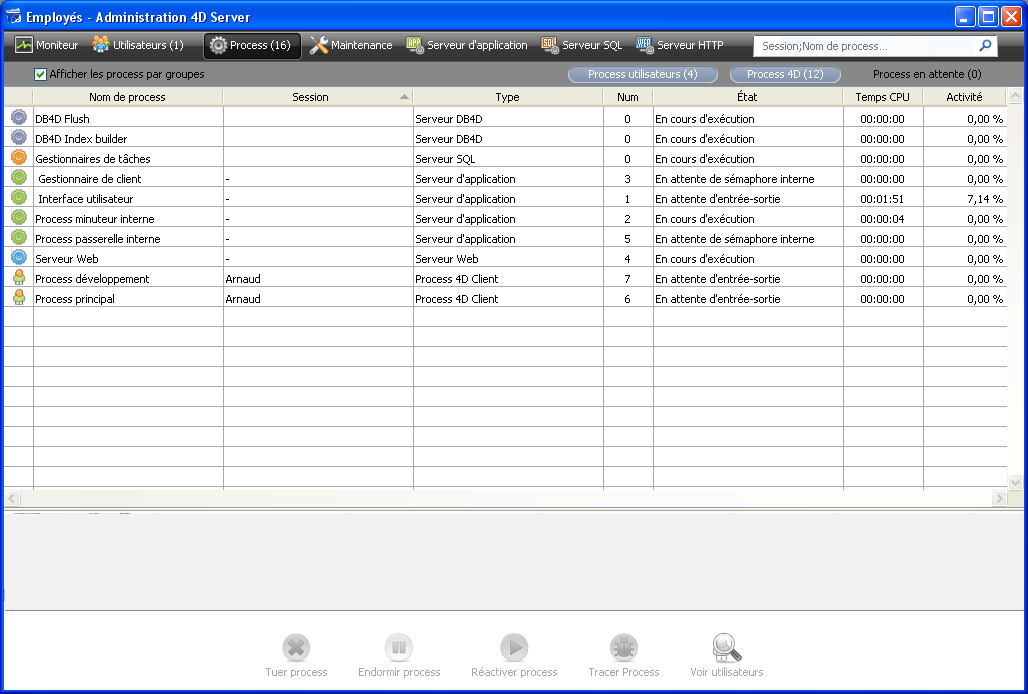 Employés - Administration 4D Server
Moniteur Utilisateurs (1) Process (16) Maintenance APP Serveur d'application SQL Serveur SQL WEB Serveur HTTP Session;Nom de process...
Afficher les process par groupes Process utilisateurs (4) Process 4D (12) Process en attente (0)
Nom de process Session Type Num État Temps CPU Activité
DB4D Flush Serveur DB4D 0 En cours d'exécution 00:00:00 0,00 %
DB4D Index builder Serveur DB4D 0 En cours d'exécution 00:00:00 0,00 %
Gestionnaires de tâches Serveur SQL 0 En cours d'exécution 00:00:00 0,00 %
Gestionnaire de client - Serveur d'application 3 En attente de sémaphore interne 00:00:00 0,00 %
Interface utilisateur - Serveur d'application 1 En attente d'entrée-sortie 00:01:51 7,14 %
Process minuteur interne - Serveur d'application 2 En cours d'exécution 00:00:04 0,00 %
Process passerelle interne - Serveur d'application 5 En attente de sémaphore interne 00:00:00 0,00 %
Serveur Web - Serveur Web 4 En cours d'exécution 00:00:00 0,00 %
Process développement Arnaud Process 4D Client 7 En attente d'entrée-sortie 00:00:00 0,00 %
Process principal Arnaud Process 4D Client 6 En attente d'entrée-sortie 00:00:00 0,00 %
Tuer process Endormir process Réactiver process Tracer Process Voir utilisateurs